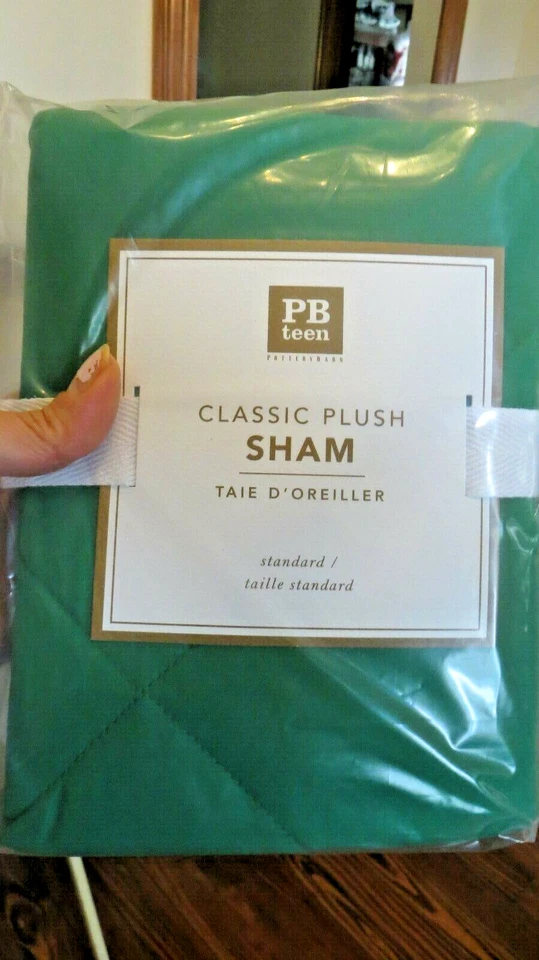 PB
teen
POTTERYBARN
CLASSIC PLUSH
SHAM
TAIE D'OREILLER
standard /
taille standard